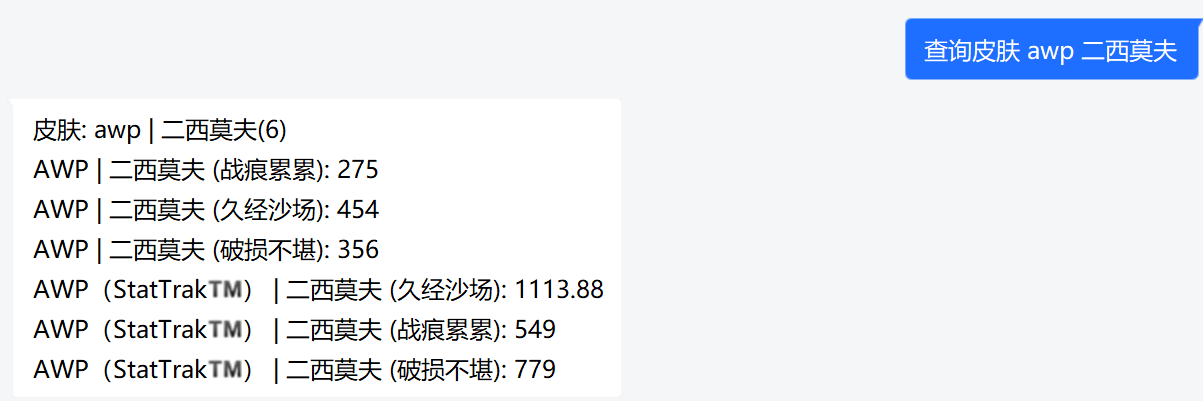 查询皮肤 awp 二西莫夫
皮肤: awp | 二西莫夫(6)
AWP | 二西莫夫 (战痕累累): 275
AWP | 二西莫夫 (久经沙场): 454
AWP | 二西莫夫 (破损不堪): 356
AWP（StatTrak™） | 二西莫夫 (久经沙场): 1113.88
AWP（StatTrak™） | 二西莫夫 (战痕累累): 549
AWP（StatTrak™） | 二西莫夫 (破损不堪): 779